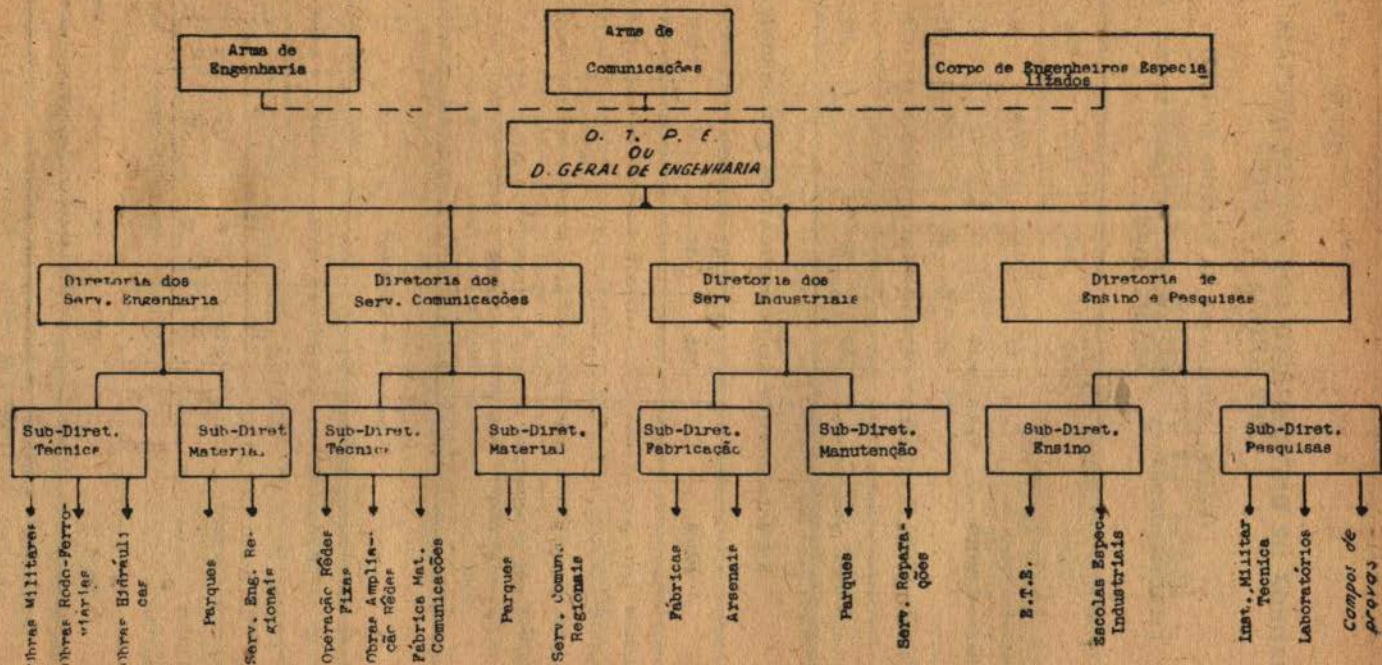 Arma de
Engenharia
Arma de
Comunicações
Corpo de Engenheiros Especia
lizados
D. T. P. E.
OU
D. GERAL DE ENGENHARIA
Diretoria dos
Serv. Engenharia
Diretoria dos
Serv. Comunicações
Diretoria dos
Serv Industriais
Diretoria de
Ensino e Pesquisas
Sub-Diret.
Técnica
Sub-Diret
Material
Sub-Diret.
Técnica
Sub-Diret.
Material
Sub-Diret.
Fabricação
Sub-Diret.
Manutenção
Sub-Diret.
Ensino
Sub-Diret.
Pesquisas
Obras Militares
Obras Rodo-Ferro-
viárias
Obras Hidráuli
cas
Parques
Serv. Eng. Re-
gionais
Operação Rêdes
Fixas
Obras Amplia-
ção Rêdes
Fábrica Mat.
Comunicações
Parques
Serv. Comun.
Regionais
Fábricas
Arsenais
Parques
Serv. Repara-
ções
E.T.E.
Escolas Espec.
Industriais
Inst. Militar
Tecnica
Laboratórios
Campos de
provas